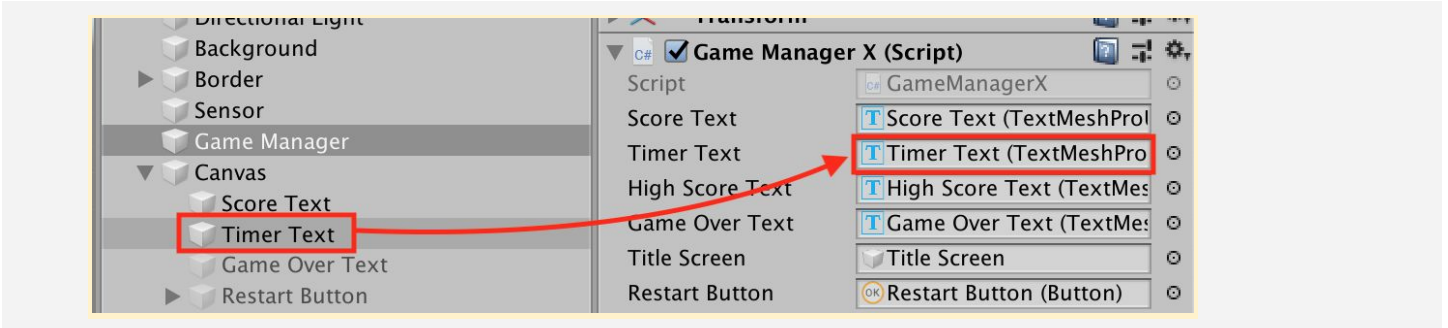 Directional Light
Background
Border
Sensor
Game Manager
Canvas
Score Text
Timer Text
Game Over Text
Restart Button
Transform
C# Game Manager X (Script)
Script C# GameManagerX
Score Text T Score Text (TextMeshProU
Timer Text T Timer Text (TextMeshPro
High Score Text T High Score Text (TextMes
Game Over Text T Game Over Text (TextMes
Title Screen Title Screen
Restart Button OK Restart Button (Button)